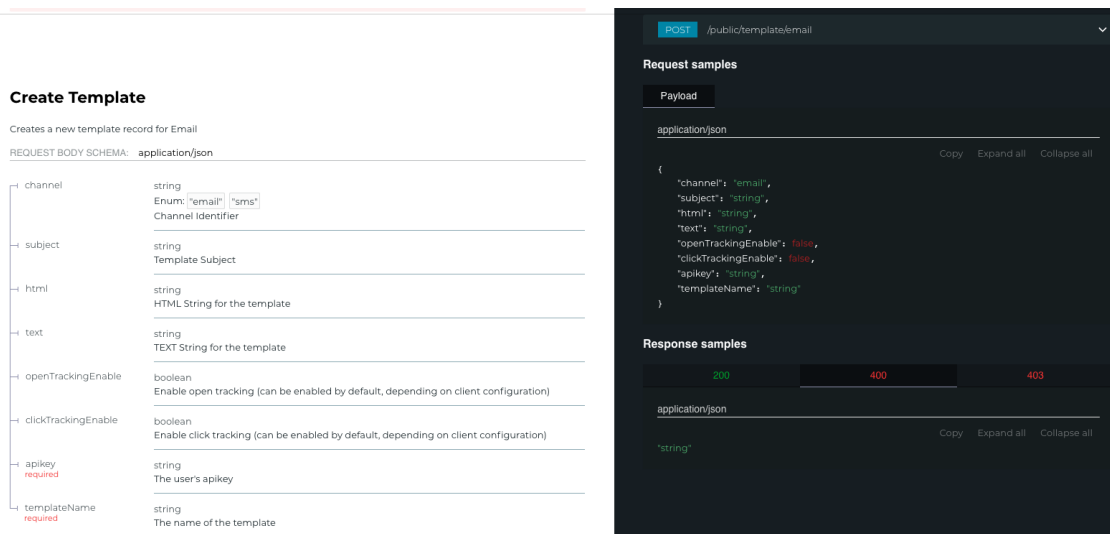 Create Template
Creates a new template record for Email
REQUEST BODY SCHEMA: application/json
channel
string
Enum: "email" "sms"
Channel Identifier
subject
string
Template Subject
html
string
HTML String for the template
text
string
TEXT String for the template
openTrackingEnable
boolean
Enable open tracking (can be enabled by default, depending on client configuration)
clickTrackingEnable
boolean
Enable click tracking (can be enabled by default, depending on client configuration)
apikey
required
string
The user's apikey
templateName
required
string
The name of the template
POST /public/template/email
Request samples
Payload
application/json
Copy Expand all Collapse all
{
"channel": "email",
"subject": "string",
"html": "string",
"text": "string",
"openTrackingEnable": false,
"clickTrackingEnable": false,
"apikey": "string",
"templateName": "string"
}
Response samples
200 400 403
application/json
Copy Expand all Collapse all
"string"